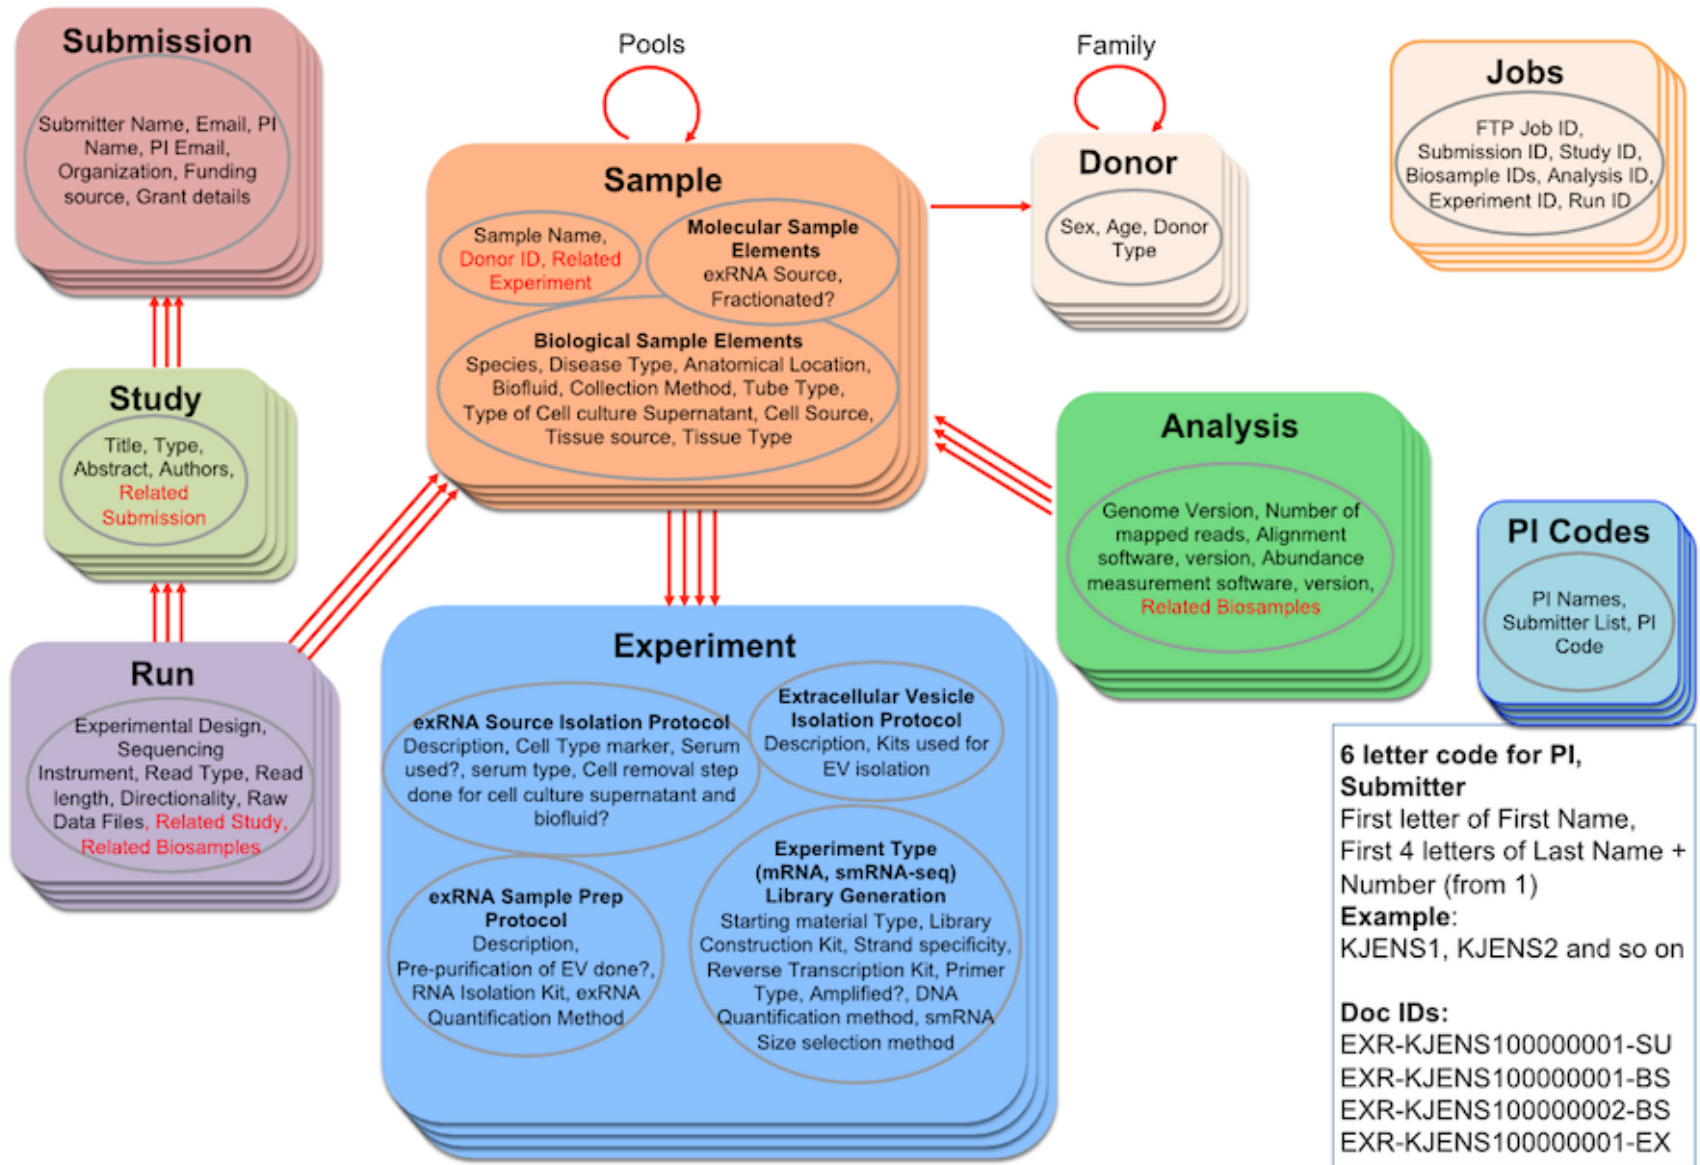 Submission
Submitter Name, Email, PI
Name, PI Email,
Organization, Funding
source, Grant details
Pools
Family
Jobs
FTP Job ID,
Submission ID, Study ID,
Biosample IDs, Analysis ID,
Experiment ID, Run ID
Sample
Sample Name,
Donor ID, Related
Experiment
Molecular Sample
Elements
exRNA Source,
Fractionated?
Biological Sample Elements
Species, Disease Type, Anatomical Location,
Biofluid, Collection Method, Tube Type,
Type of Cell culture Supernatant, Cell Source,
Tissue source, Tissue Type
Donor
Sex, Age, Donor
Type
Study
Title, Type,
Abstract, Authors,
Related
Submission
Analysis
Genome Version, Number of
mapped reads, Alignment
software, version, Abundance
measurement software, version,
Related Biosamples
PI Codes
PI Names,
Submitter List, PI
Code
Run
Experimental Design,
Sequencing
Instrument, Read Type, Read
length, Directionality, Raw
Data Files, Related Study,
Related Biosamples
Experiment
exRNA Source Isolation Protocol
Description, Cell Type marker, Serum
used?, serum type, Cell removal step
done for cell culture supernatant and
biofluid?
Extracellular Vesicle
Isolation Protocol
Description, Kits used for
EV isolation
exRNA Sample Prep
Protocol
Description,
Pre-purification of EV done?,
RNA Isolation Kit, exRNA
Quantification Method
Experiment Type
(mRNA, smRNA-seq)
Library Generation
Starting material Type, Library
Construction Kit, Strand specificity,
Reverse Transcription Kit, Primer
Type, Amplified?, DNA
Quantification method, smRNA
Size selection method
6 letter code for PI,
Submitter
First letter of First Name,
First 4 letters of Last Name +
Number (from 1)
Example:
KJENS1, KJENS2 and so on
Doc IDs:
EXR-KJENS100000001-SU
EXR-KJENS100000001-BS
EXR-KJENS100000002-BS
EXR-KJENS100000001-EX